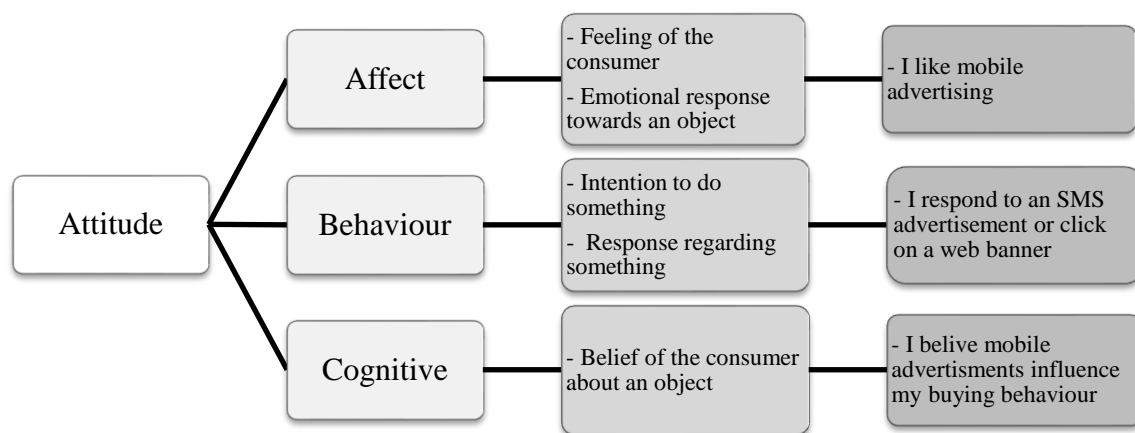 Attitude
Affect
- Feeling of the
consumer
- Emotional response
towards an object
- I like mobile
advertising
Behaviour
- Intention to do
something
-  Response regarding
something
- I respond to an SMS
advertisement or click
on a web banner
Cognitive
- Belief of the consumer
about an object
- I belive mobile
advertisments influence
my buying behaviour